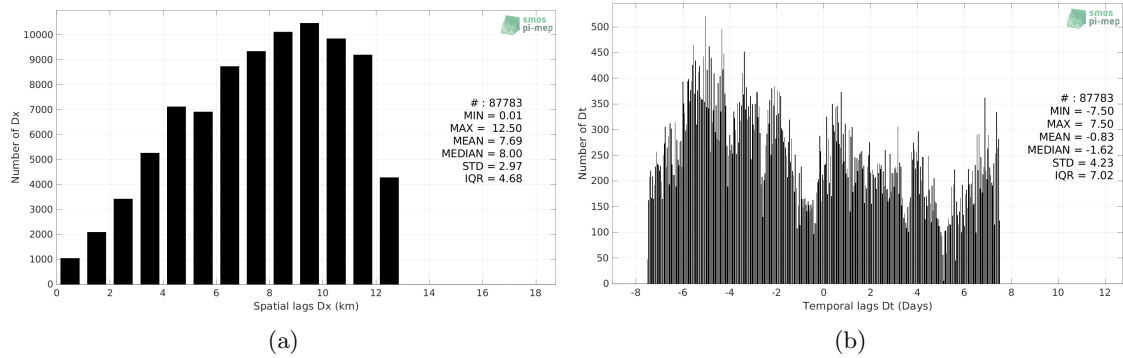 10000
9000
8000
7000
6000
5000
4000
3000
2000
1000
0
Number of Dx
0 2 4 6 8 10 12 14 16 18
Spatial lags Dx (km)
smos
pi-mep
# : 87783
MIN = 0.01
MAX = 12.50
MEAN = 7.69
MEDIAN = 8.00
STD = 2.97
IQR = 4.68
(a)
500
450
400
350
300
250
200
150
100
50
0
Number of Dt
-8 -6 -4 -2 0 2 4 6 8 10 12
Temporal lags Dt (Days)
smos
pi-mep
# : 87783
MIN = -7.50
MAX = 7.50
MEAN = -0.83
MEDIAN = -1.62
STD = 4.23
IQR = 7.02
(b)